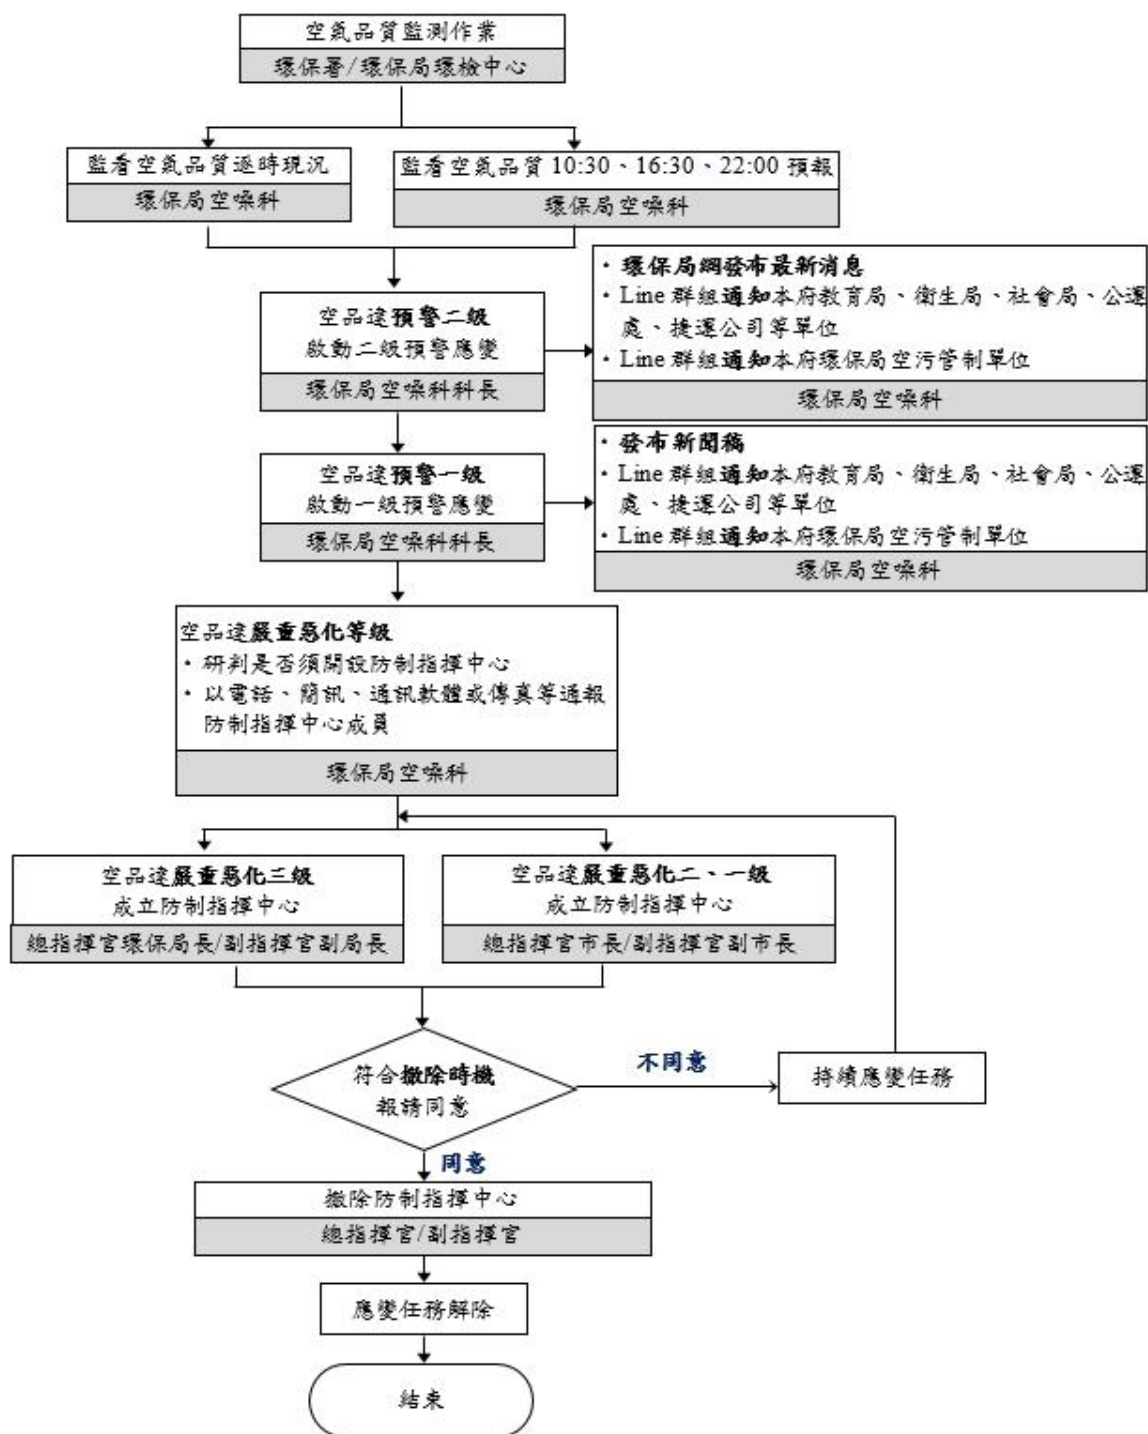 空氣品質監測作業
環保署/環保局環檢中心
監看空氣品質逐時現況
環保局空噪科
監看空氣品質 10:30、16:30、22:00 預報
環保局空噪科
空品達預警二級
啟動二級預警應變
環保局空噪科科長
・環保局網發布最新消息
・Line 群組通知本府教育局、衛生局、社會局、公運
處、捷運公司等單位
・Line 群組通知本府環保局空污管制單位
環保局空噪科
空品達預警一級
啟動一級預警應變
環保局空噪科科長
・發布新聞稿
・Line 群組通知本府教育局、衛生局、社會局、公運
處、捷運公司等單位
・Line 群組通知本府環保局空污管制單位
環保局空噪科
空品達嚴重惡化等級
・研判是否須開設防制指揮中心
・以電話、簡訊、通訊軟體或傳真等通報
防制指揮中心成員
環保局空噪科
空品達嚴重惡化三級
成立防制指揮中心
總指揮官環保局長/副指揮官副局長
空品達嚴重惡化二、一級
成立防制指揮中心
總指揮官市長/副指揮官副市長
符合撤除時機
報請同意
不同意
持續應變任務
同意
撤除防制指揮中心
總指揮官/副指揮官
應變任務解除
結束